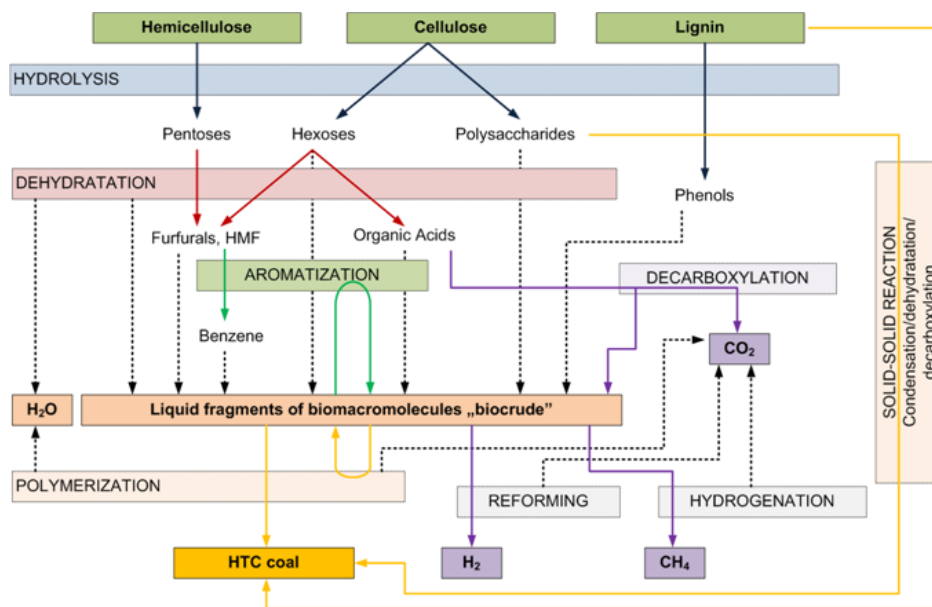 Hemicellulose
Cellulose
Lignin
HYDROLYSIS
Pentoses
Hexoses
Polysaccharides
DEHYDRATATION
Phenols
Furfurals, HMF
Organic Acids
AROMATIZATION
DECARBOXYLATION
Benzene
CO₂
SOLID-SOLID REACTION
Condensation/dehydratation/
decarboxylation
H₂O
Liquid fragments of biomacromolecules „biocrude”
POLYMERIZATION
REFORMING
HYDROGENATION
HTC coal
H₂
CH₄